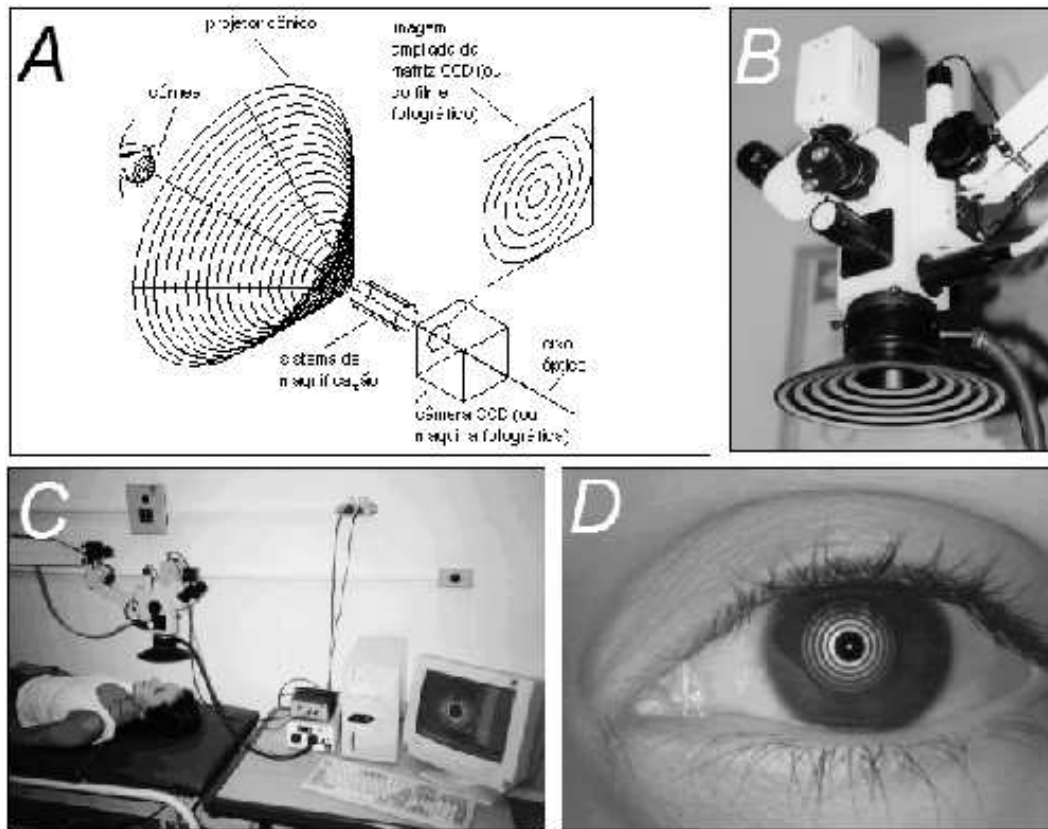 A
projetor cônico
imagem
ampliada da
matriz CCD (ou
do filme
fotográfico)
córnea
sistema de
magnificação
eixo
óptico
câmera CCD (ou
maquina fotográfica)
B
C
D